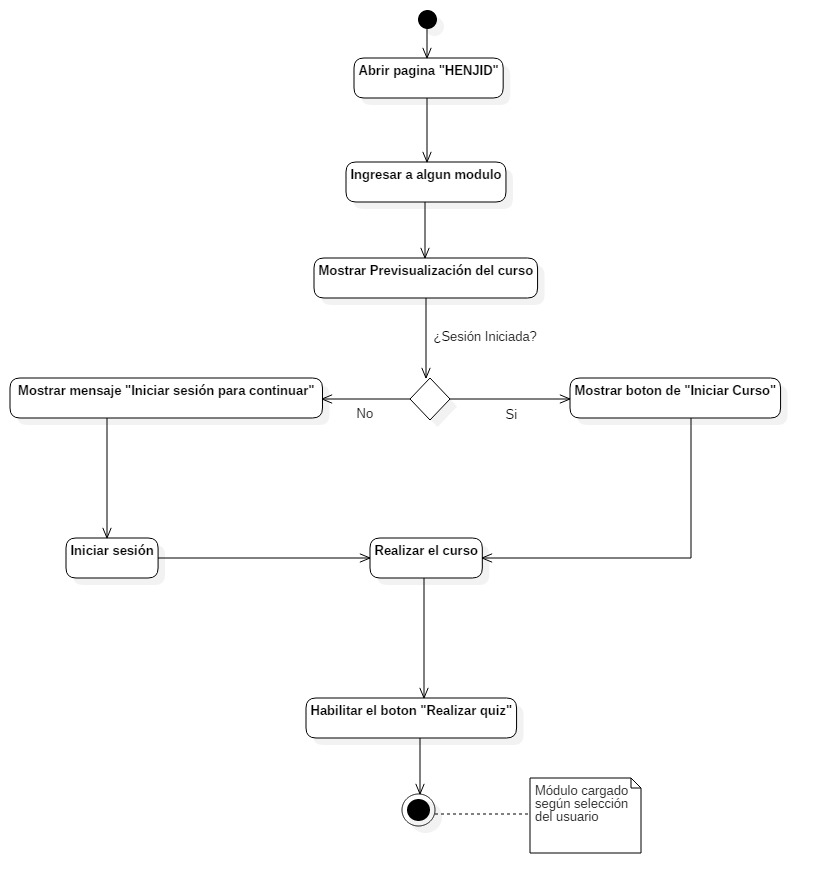 Abrir pagina "HENJID"
Ingresar a algun modulo
Mostrar Previsualización del curso
¿Sesión Iniciada?
Mostrar mensaje "Iniciar sesión para continuar"
Mostrar boton de "Iniciar Curso"
No
Si
Iniciar sesión
Realizar el curso
Habilitar el boton "Realizar quiz"
Módulo cargado
según selección
del usuario